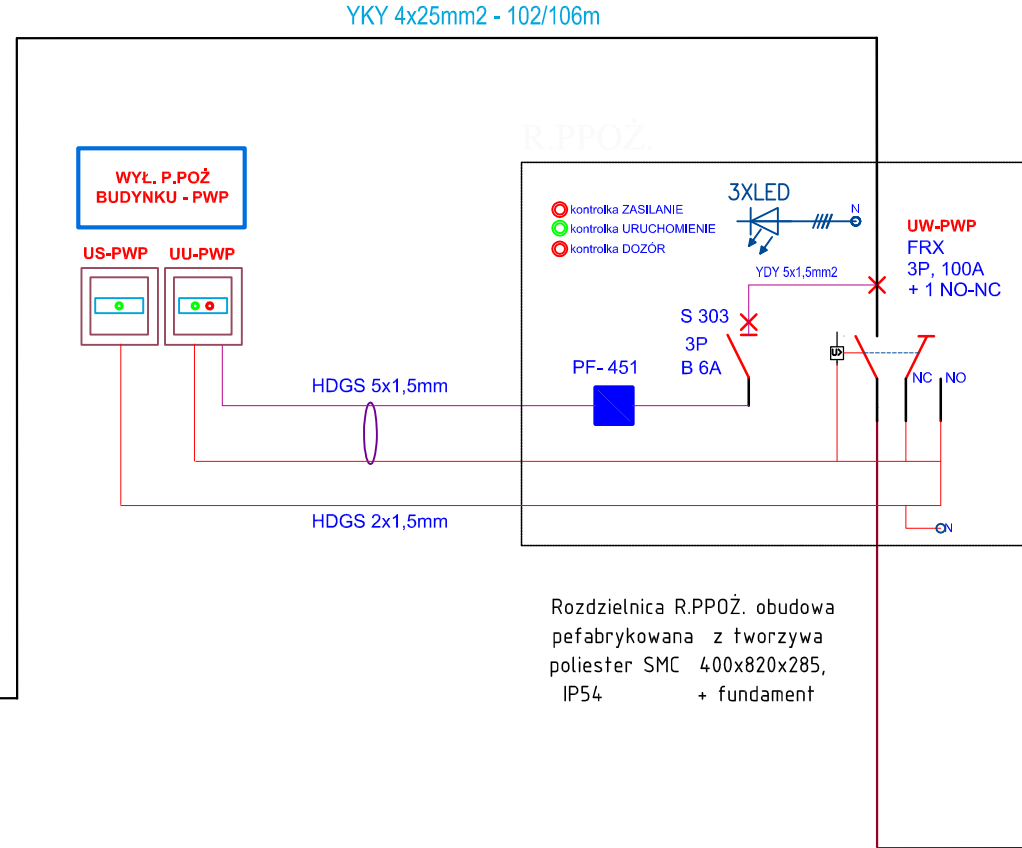 YKY 4x25mm2 - 102/106m
R.PPOŻ.
WYŁ. P.POŻ
BUDYNKU - PWP
US-PWP
UU-PWP
kontrolka ZASILANIE
kontrolka URUCHOMIENIE
kontrolka DOZÓR
3XLED
N
UW-PWP
FRX
3P, 100A
+ 1 NO-NC
YDY 5x1,5mm2
S 303
3P
B 6A
U>
PF- 451
NC
NO
HDGS 5x1,5mm
HDGS 2x1,5mm
N
Rozdzielnica R.PPOŻ. obudowa
pefabrykowana z tworzywa
poliester SMC 400x820x285,
IP54 + fundament